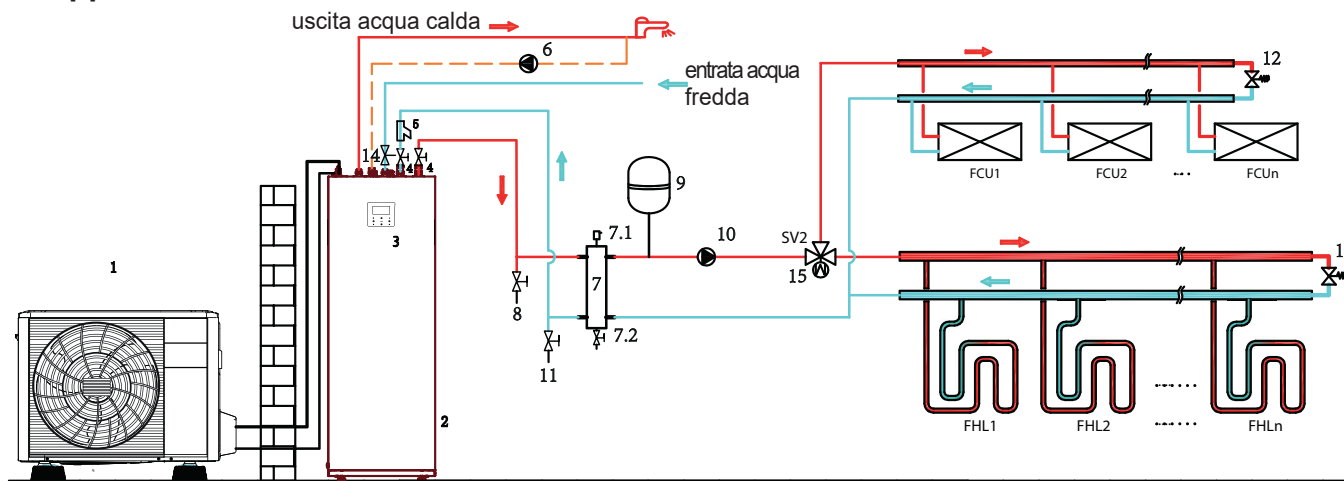 uscita acqua calda
6
entrata acqua
fredda
12
5
14
4
4
FCU1
FCU2
....
FCUn
9
3
7.1
10
SV2
1
7
15
1
8
7.2
11
2
......
......
FHL1
FHL2
FHLn